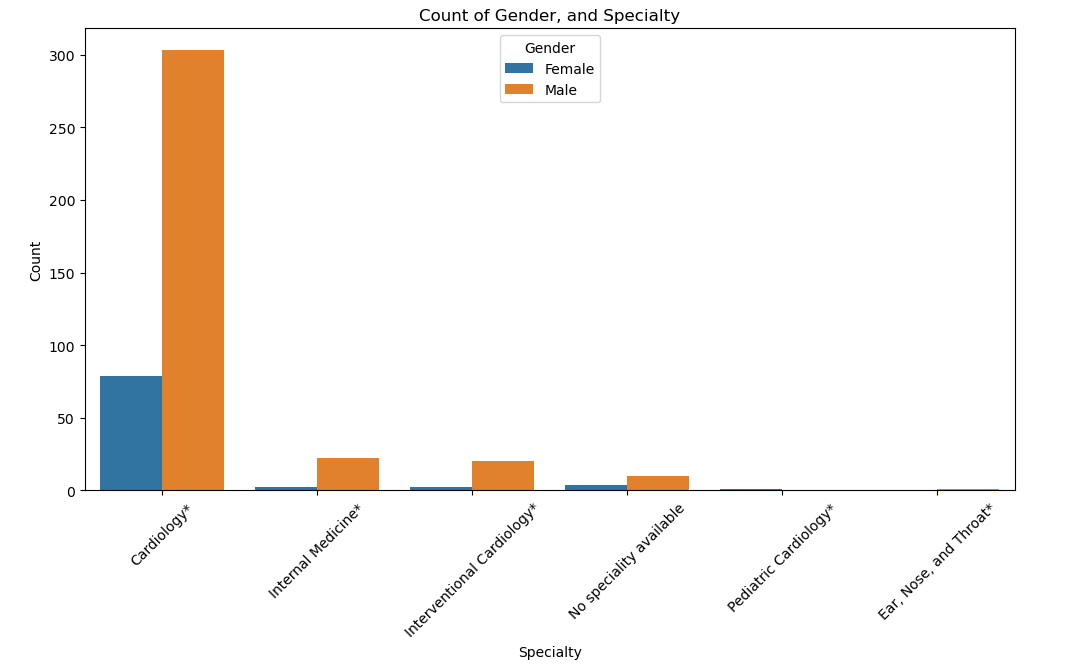 Count of Gender, and Specialty
Gender
Female
Male
300
250
200
150
100
50
0
Count
Cardiology*
Internal Medicine*
Interventional Cardiology*
No speciality available
Pediatric Cardiology*
Ear, Nose, and Throat*
Specialty